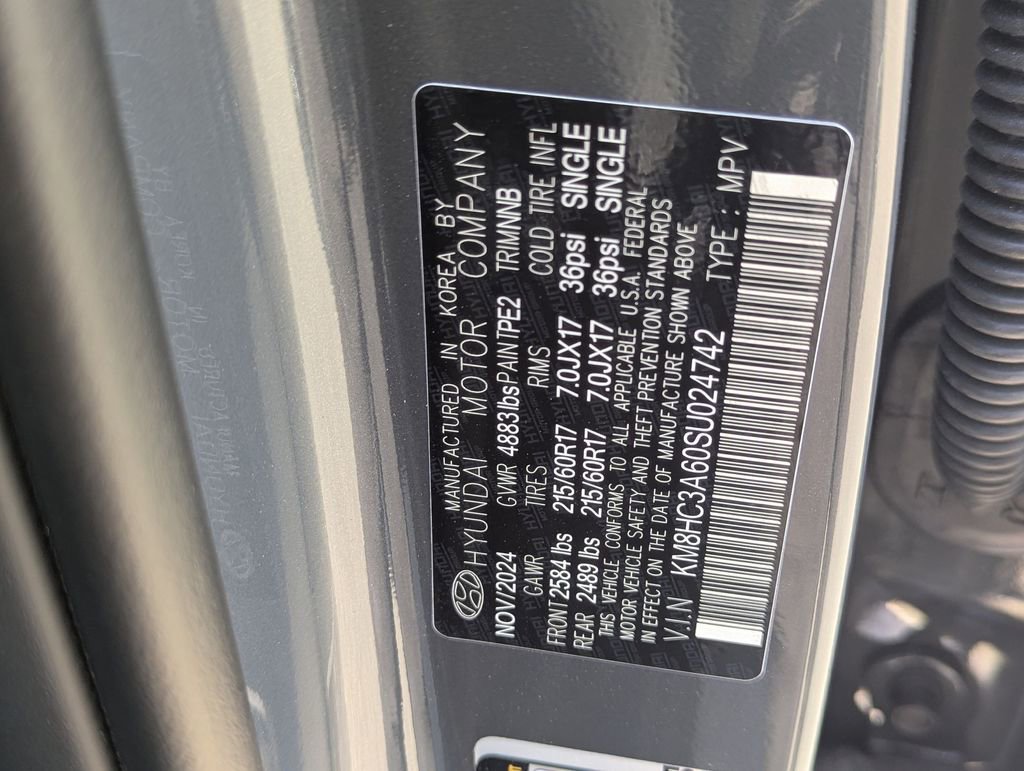 MANUFACTURED IN KOREA BY
HYUNDAI MOTOR COMPANY
NOV/2024 GVWR 4883lbs PAINT PE2 TRIM NNB
GAWR TIRES RIMS COLD TIRE INFL
FRONT 2584 lbs 215/60R17 7.0JX17 36psi SINGLE
REAR 2489 lbs 215/60R17 7.0JX17 36psi SINGLE
THIS VEHICLE CONFORMS TO ALL APPLICABLE U.S.A. FEDERAL
MOTOR VEHICLE SAFETY AND THEFT PREVENTION STANDARDS
IN EFFECT ON THE DATE OF MANUFACTURE SHOWN ABOVE
V.I.N KM8HC3A60SU024742 TYPE : MPV